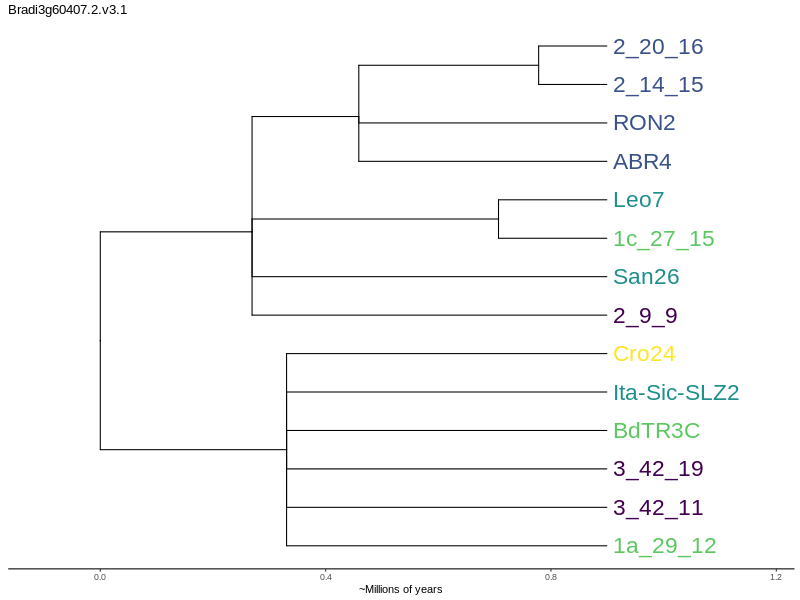 Bradi3g60407.2.v3.1
2_20_16
2_14_15
RON2
ABR4
Leo7
1c_27_15
San26
2_9_9
Cro24
Ita-Sic-SLZ2
BdTR3C
3_42_19
3_42_11
1a_29_12
0.0 0.4 0.8 1.2
~Millions of years